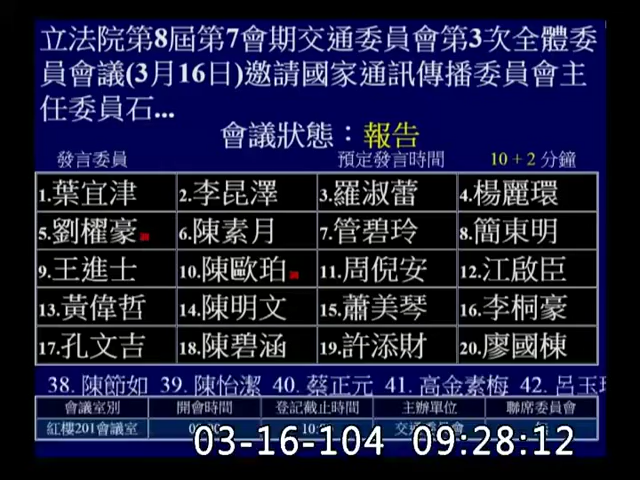 立法院第8屆第7會期交通委員會第3次全體委
員會議(3月16日)邀請國家通訊傳播委員會主
任委員石...
會議狀態：報告
發言委員 預定發言時間 10 + 2 分鐘
1.葉宜津 2.李昆澤 3.羅淑蕾 4.楊麗環
5.劉櫂豪 6.陳素月 7.管碧玲 8.簡東明
9.王進士 10.陳歐珀 11.周倪安 12.江啟臣
13.黃偉哲 14.陳明文 15.蕭美琴 16.李桐豪
17.孔文吉 18.陳碧涵 19.許添財 20.廖國棟
38. 陳節如 39. 陳怡潔 40. 蔡正元 41. 高金素梅 42. 呂玉
會議室別 開會時間 登記截止時間 主辦單位 聯席委員會
紅樓201會議室 交通委員會
03-16-104 09:28:12